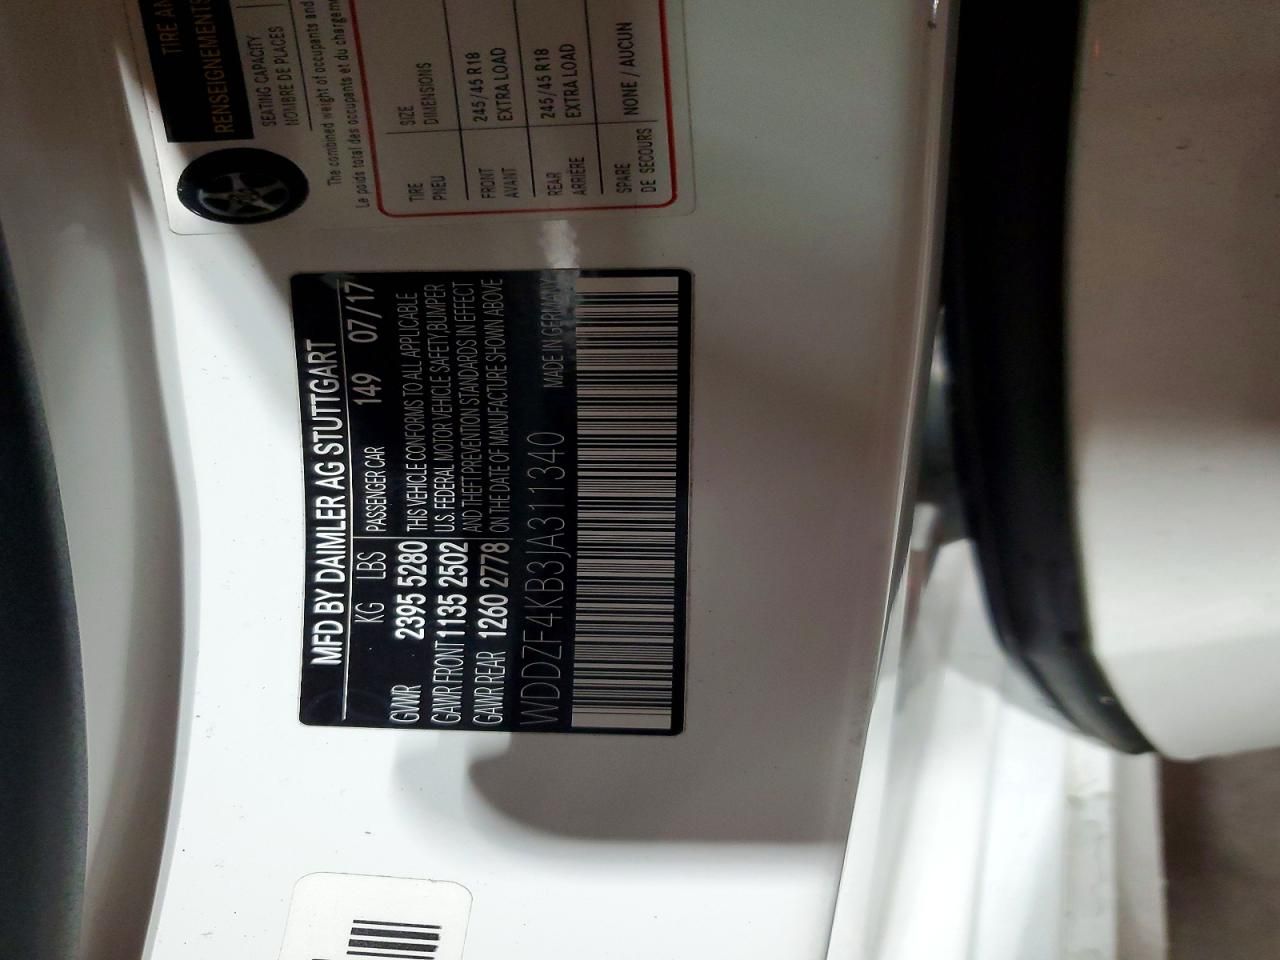 TIRE AN
RENSEIGNEMENTS
SEATING CAPACITY
NOMBRE DE PLACES
The combined weight of occupants and
Le poids total des occupants et du chargem
TIRE SIZE
PNEU DIMENSIONS
FRONT 245/45 R18
AVANT EXTRA LOAD
REAR 245/45 R18
ARRIÈRE EXTRA LOAD
SPARE NONE / AUCUN
DE SECOURS
MFD BY DAIMLER AG STUTTGART
KG LBS PASSENGER CAR 149 07/17
GVWR 2395 5280 THIS VEHICLE CONFORMS TO ALL APPLICABLE
GAWR FRONT 1135 2502 U.S. FEDERAL MOTOR VEHICLE SAFETY,BUMPER
AND THEFT PREVENTION STANDARDS IN EFFECT
GAWR REAR 1260 2778 ON THE DATE OF MANUFACTURE SHOWN ABOVE
WDDZF4KB3JA311340 MADE IN GERMANY